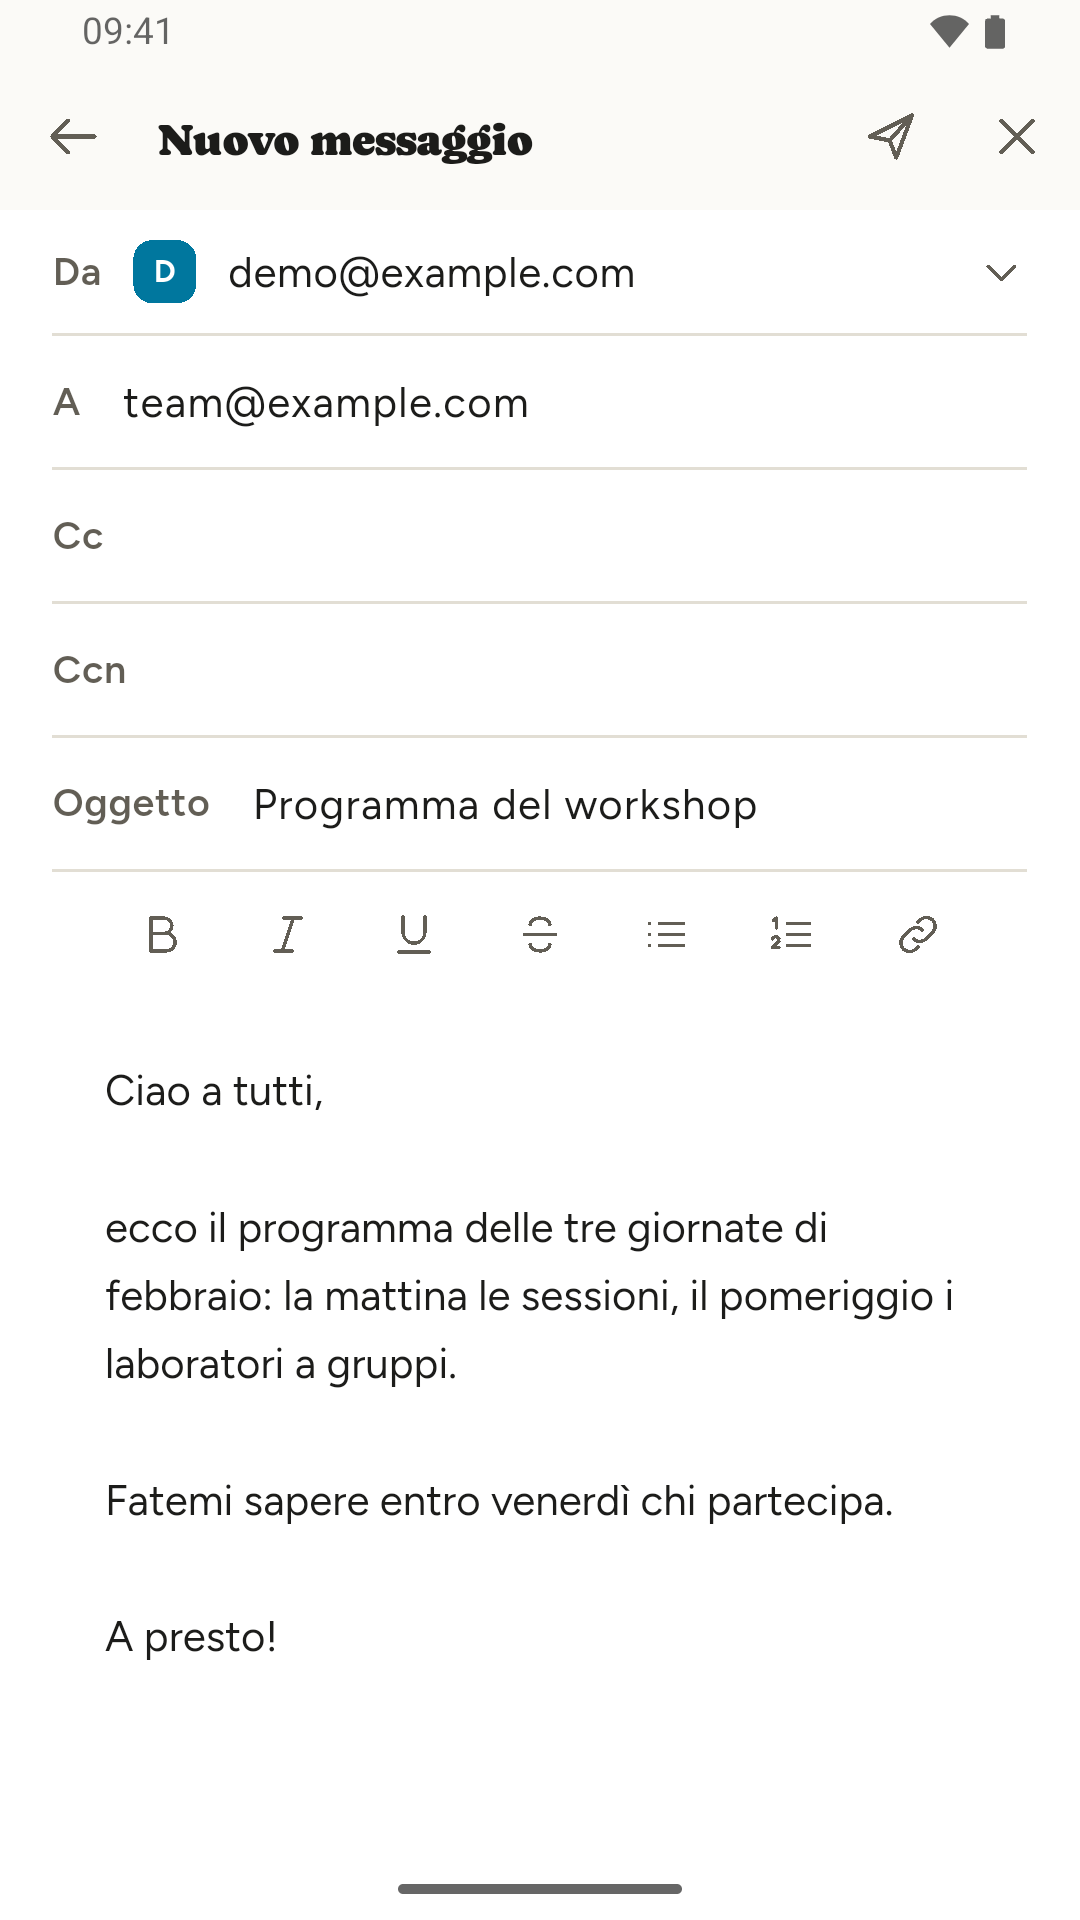 09:41
Nuovo messaggio
Da D demo@example.com
A team@example.com
Cc
Ccn
Oggetto Programma del workshop
Ciao a tutti,
ecco il programma delle tre giornate di
febbraio: la mattina le sessioni, il pomeriggio i
laboratori a gruppi.
Fatemi sapere entro venerdì chi partecipa.
A presto!